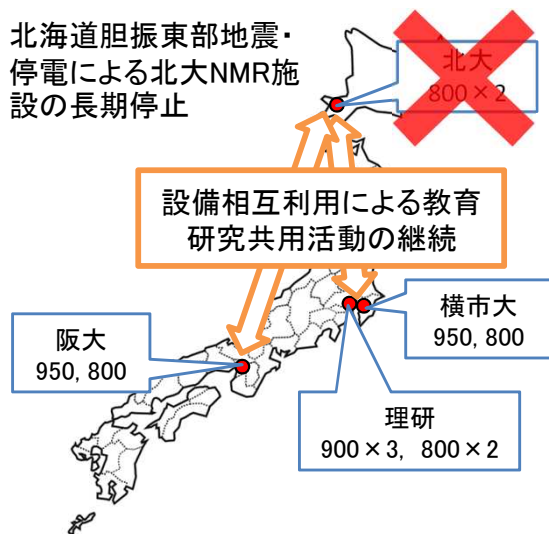 北海道胆振東部地震・
停電による北大NMR施
設の長期停止
北大
800×2
設備相互利用による教育
研究共用活動の継続
横市大
950, 800
阪大
950, 800
理研
900×3, 800×2